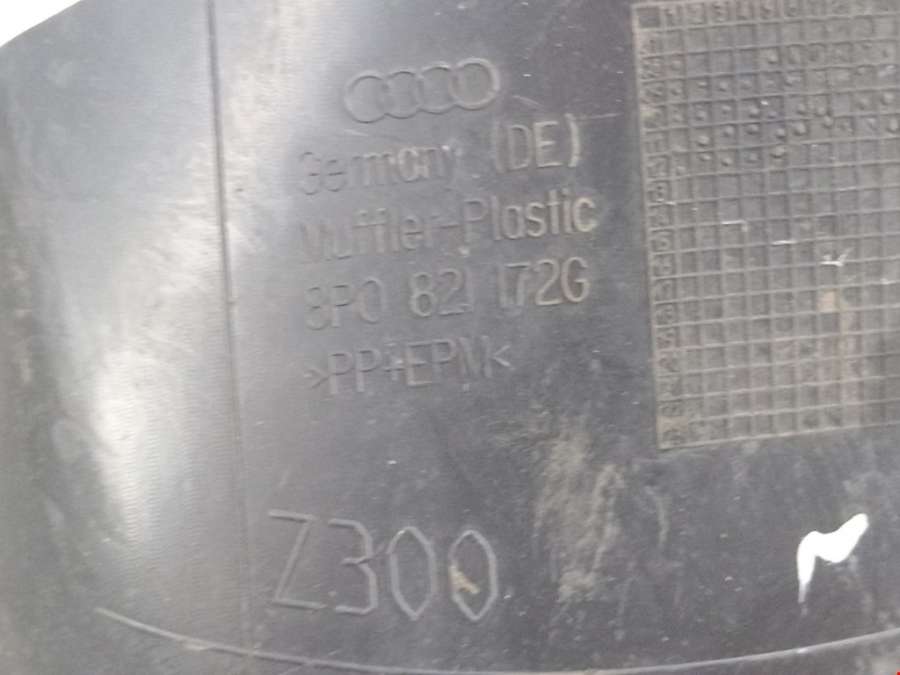 Germany (DE)
Muffler-Plastic
8P0 821 172G
>PP+EPM<
Z300